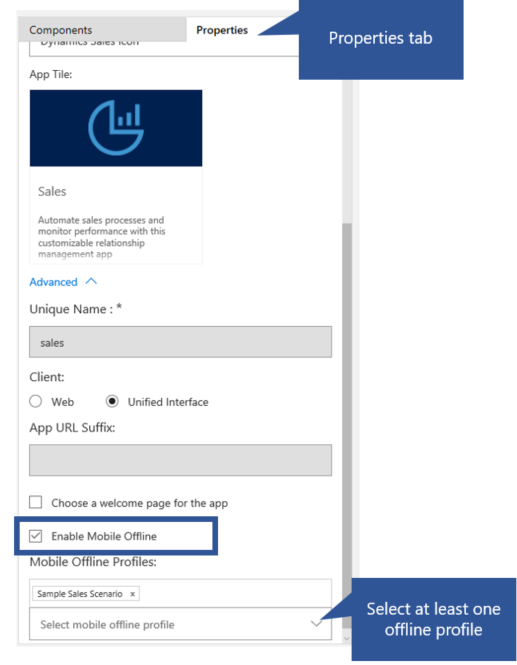 Components
Properties
Properties tab
Dynamics Sales Icon
App Tile:
Sales
Automate sales processes and
monitor performance with this
customizable relationship
management app
Advanced
Unique Name : *
sales
Client:
Web
Unified Interface
App URL Suffix:
Choose a welcome page for the app
Enable Mobile Offline
Mobile Offline Profiles:
Sample Sales Scenario x
Select mobile offline profile
Select at least one
offline profile